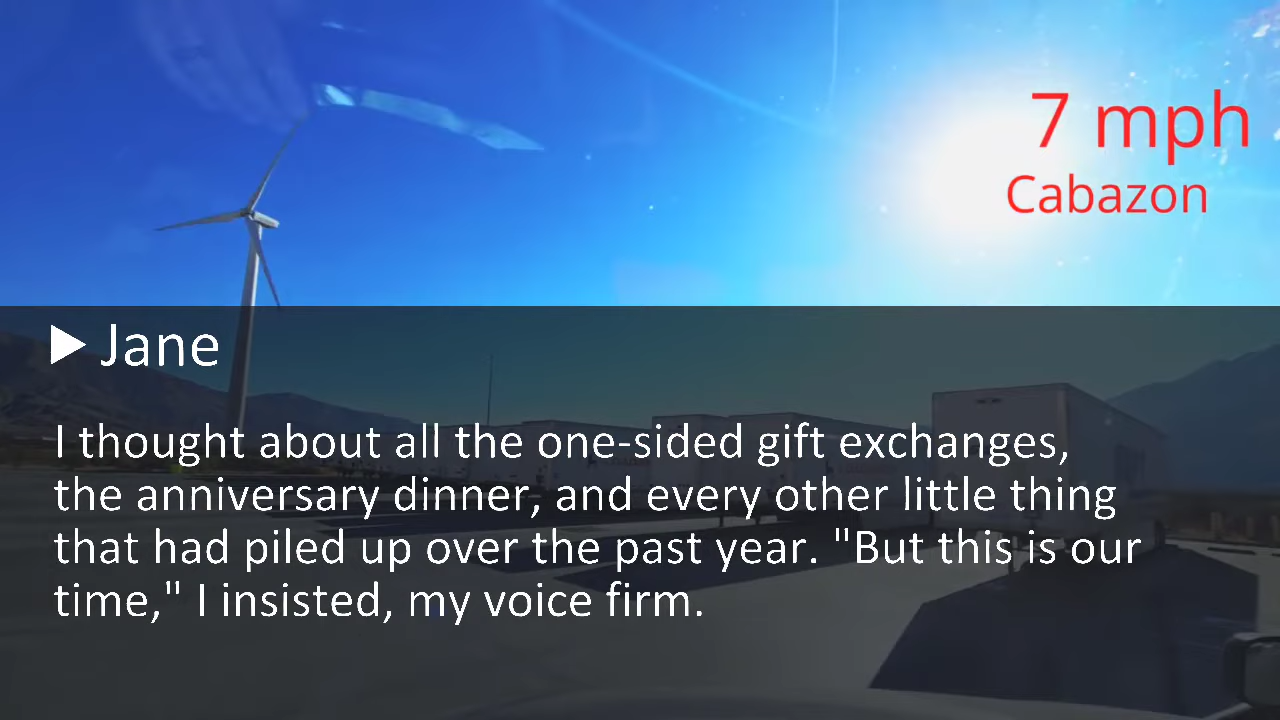 7 mph
Cabazon
Jane
I thought about all the one-sided gift exchanges,
the anniversary dinner, and every other little thing
that had piled up over the past year. "But this is our
time," I insisted, my voice firm.